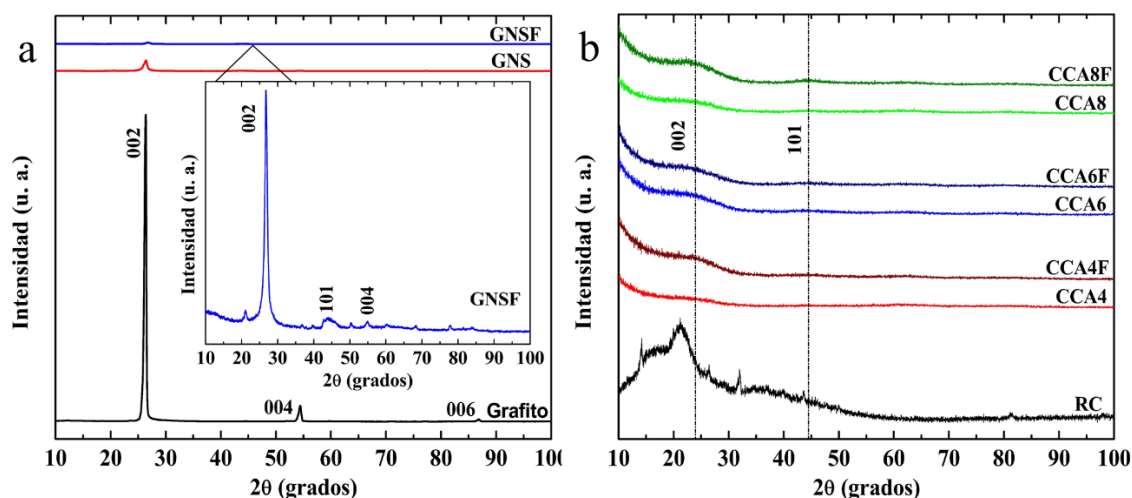 a
GNSF
GNS
002
Intensidad (u. a.)
002
Intensidad (u. a.)
101
004
GNSF
10 20 30 40 50 60 70 80 90 100
2θ (grados)
004
006
Grafito
10 20 30 40 50 60 70 80 90 100
2θ (grados)
b
CCA8F
CCA8
002
101
CCA6F
CCA6
CCA4F
CCA4
RC
Intensidad (u. a.)
10 20 30 40 50 60 70 80 90 100
2θ (grados)